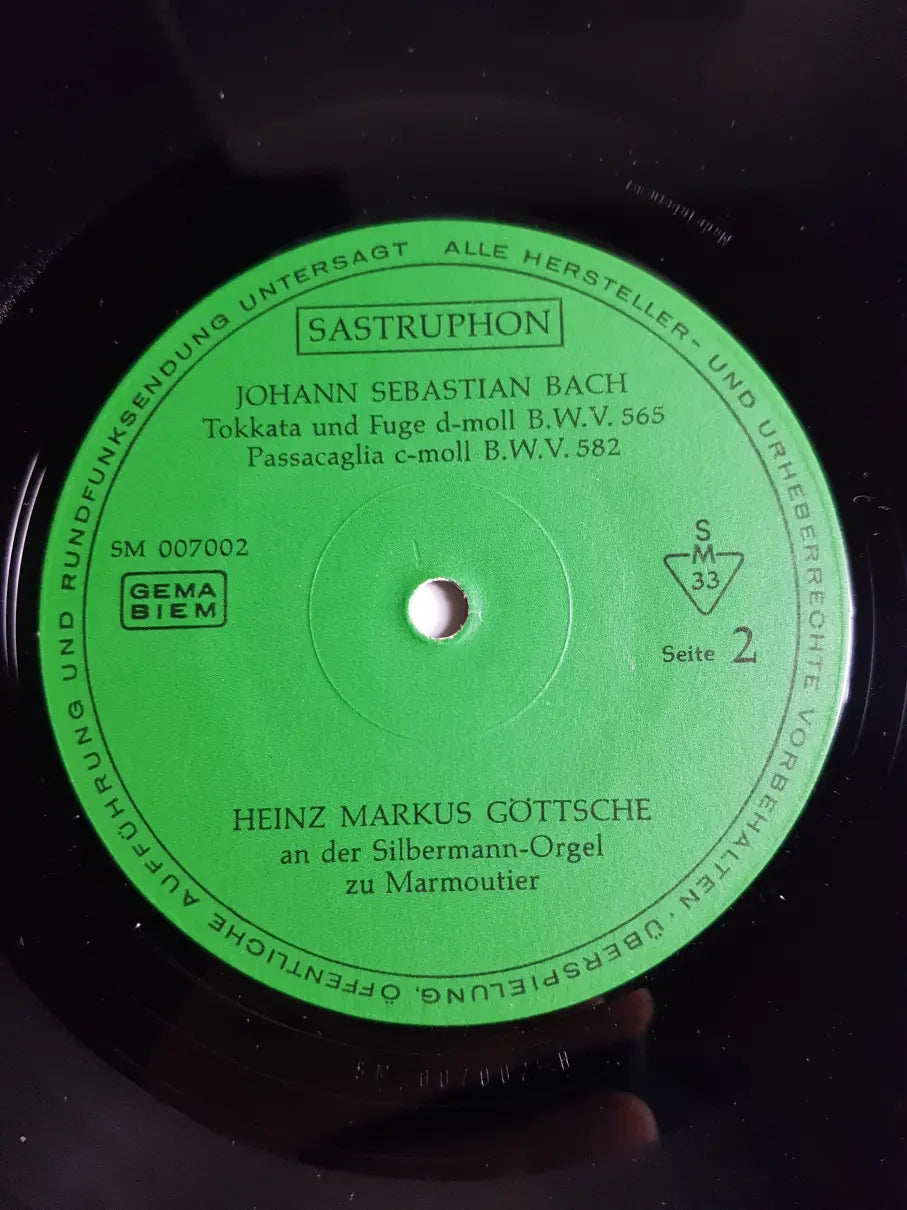 ALLE HERSTELLER- UND URHEBERRECHTE VORBEHALTEN · ÜBERSPIELUNG, ÖFFENTLICHE AUFFÜHRUNG UND RUNDFUNKSENDUNG UNTERSAGT
SASTRUPHON
JOHANN SEBASTIAN BACH
Tokkata und Fuge d-moll B.W.V. 565
Passacaglia c-moll B.W.V. 582
SM 007002
GEMA
BIEM
S
M
33
Seite 2
HEINZ MARKUS GÖTTSCHE
an der Silbermann-Orgel
zu Marmoutier